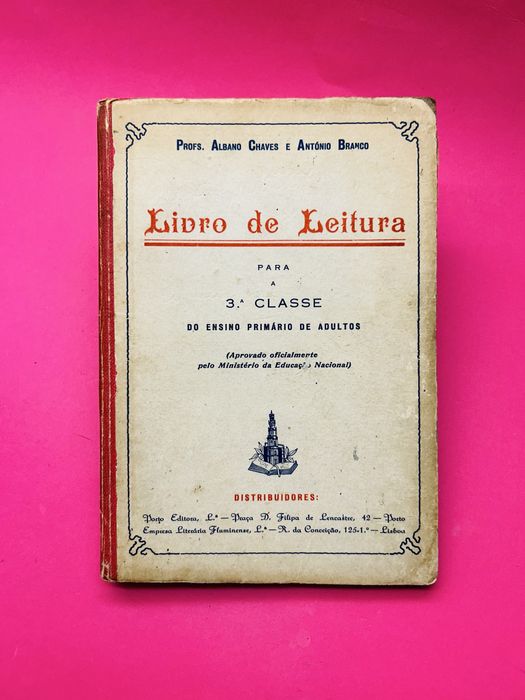 Profs. Albano Chaves e António Branco
Livro de Leitura
PARA
A
3.ª CLASSE
DO ENSINO PRIMÁRIO DE ADULTOS
(Aprovado oficialmente
pelo Ministério da Educação Nacional)
DISTRIBUIDORES:
Porto Editora, L.ª — Praça D. Filipa de Lencastre, 42 — Porto
Empresa Literária Fluminense, L.ª — R. da Conceição, 125-1.º — Lisboa